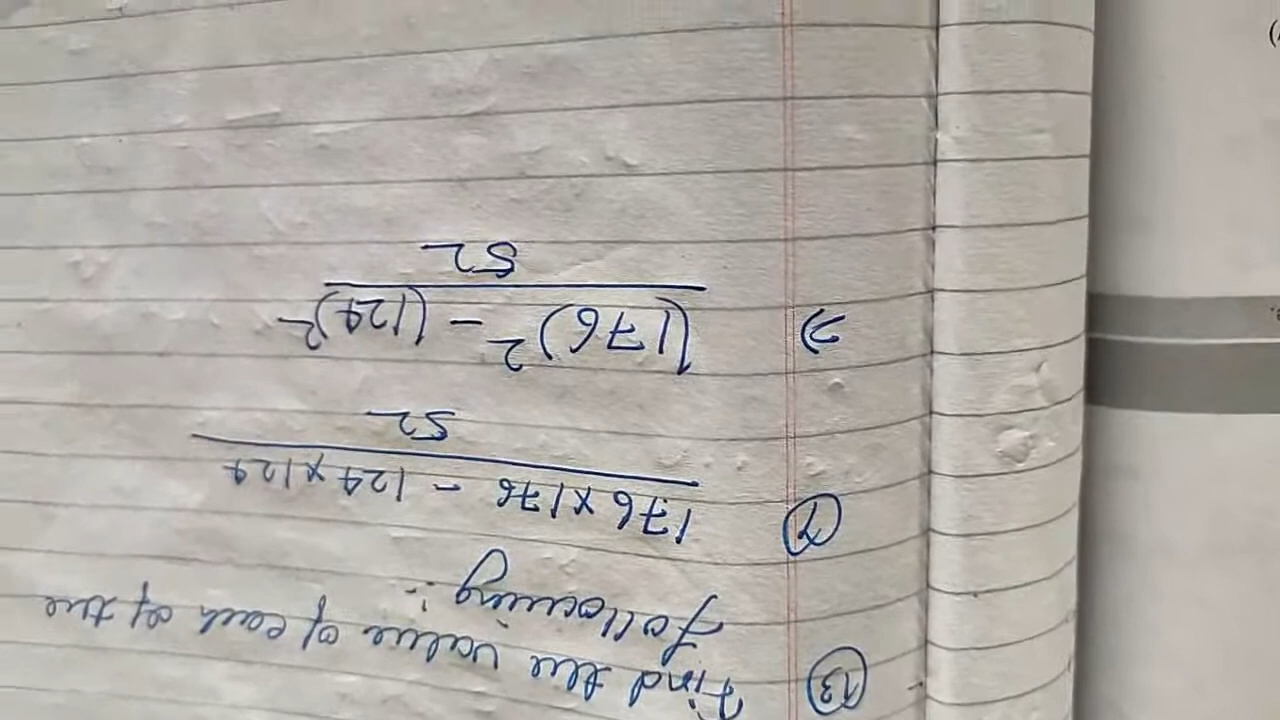 (13) Find the value of each of the
following :
(7) 176 × 176 - 124 × 124
52
⇒ (176)² - (124)²
52